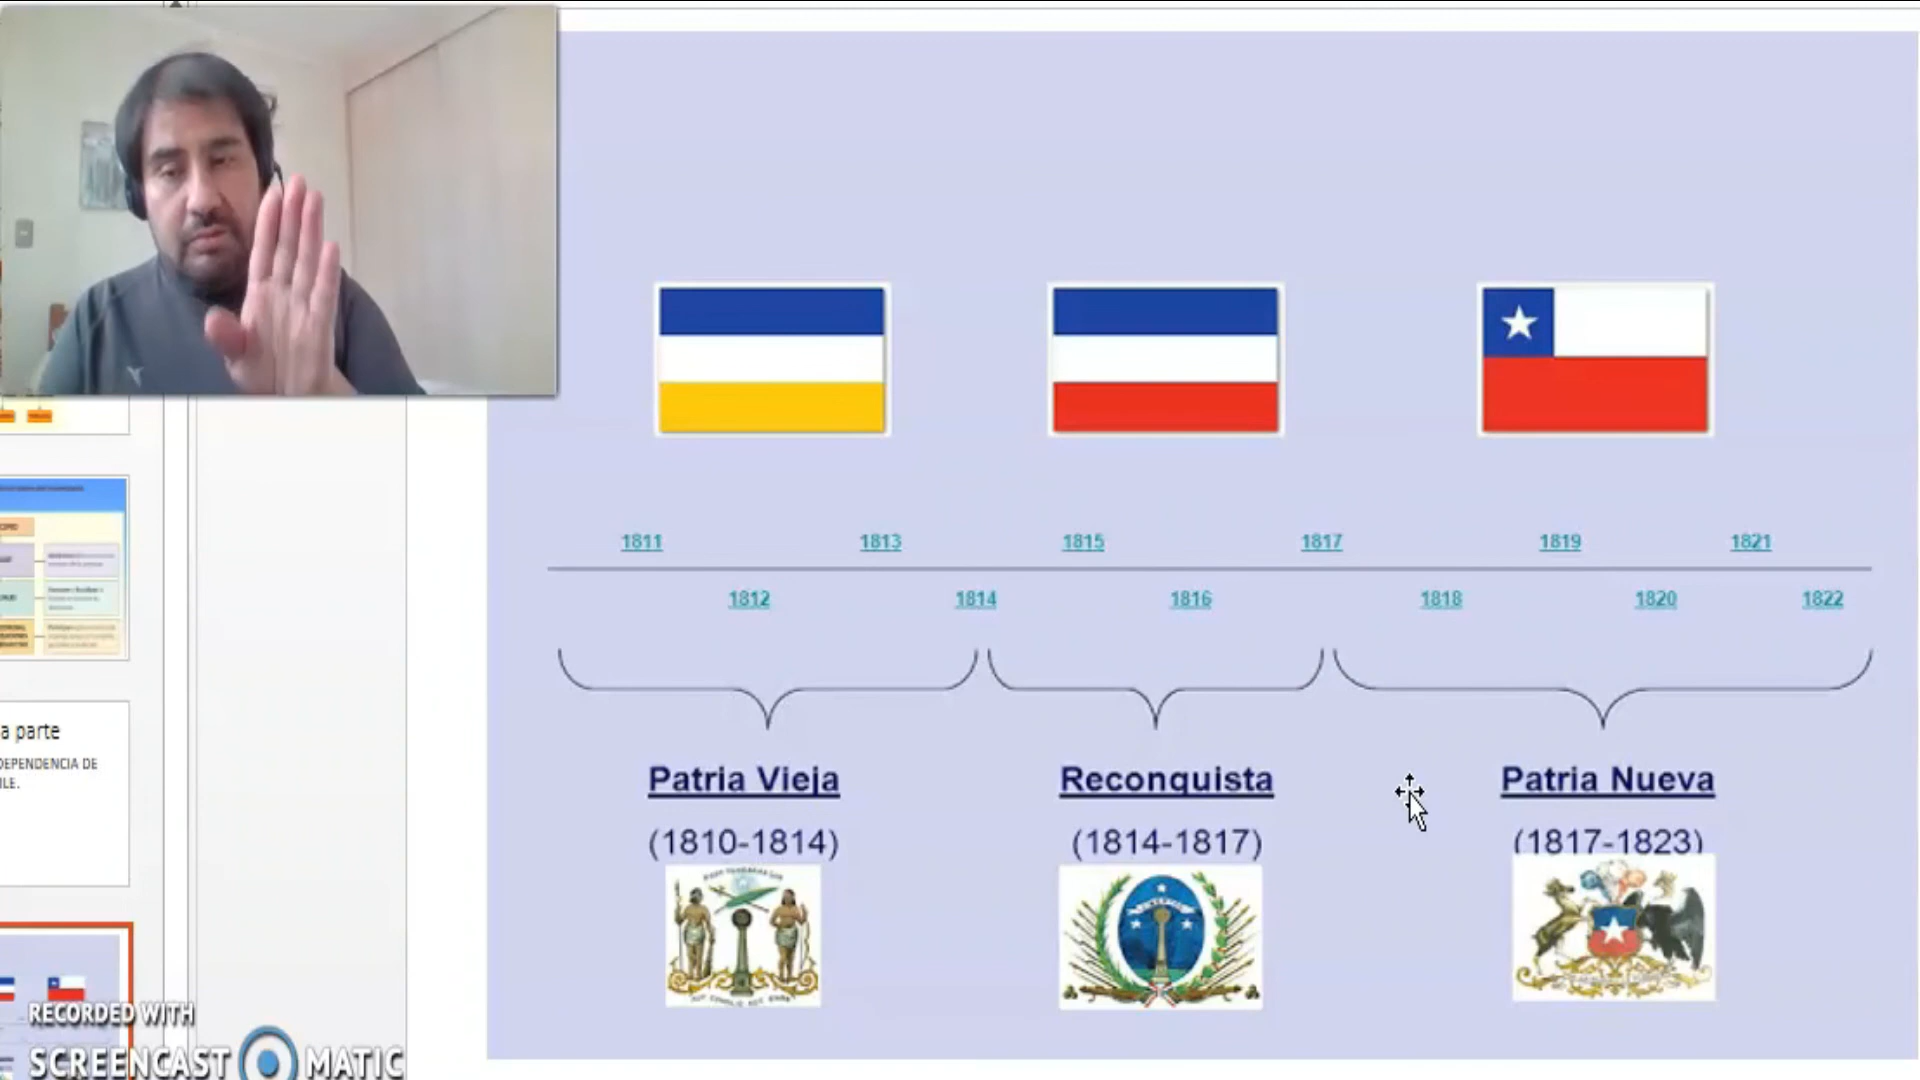 1811
1813
1815
1817
1819
1821
1812
1814
1816
1818
1820
1822
Patria Vieja
Reconquista
Patria Nueva
(1810-1814)
(1814-1817)
(1817-1823)
a parte
DEPENDENCIA DE
LE.
RECORDED WITH
SCREENCAST MATIC